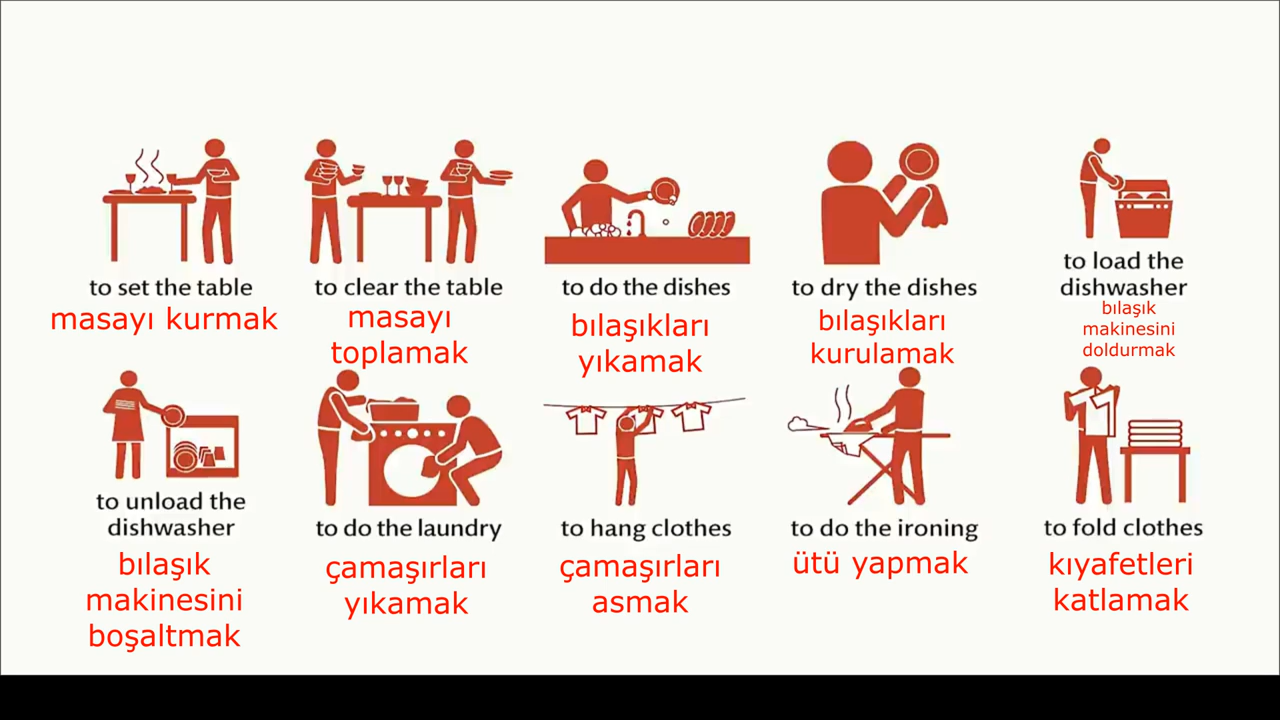 to set the table
masayı kurmak
to clear the table
masayı
toplamak
to do the dishes
bılaşıkları
yıkamak
to dry the dishes
bılaşıkları
kurulamak
to load the
dishwasher
bılaşık
makinesini
doldurmak
to unload the
dishwasher
bılaşık
makinesini
boşaltmak
to do the laundry
çamaşırları
yıkamak
to hang clothes
çamaşırları
asmak
to do the ironing
ütü yapmak
to fold clothes
kıyafetleri
katlamak